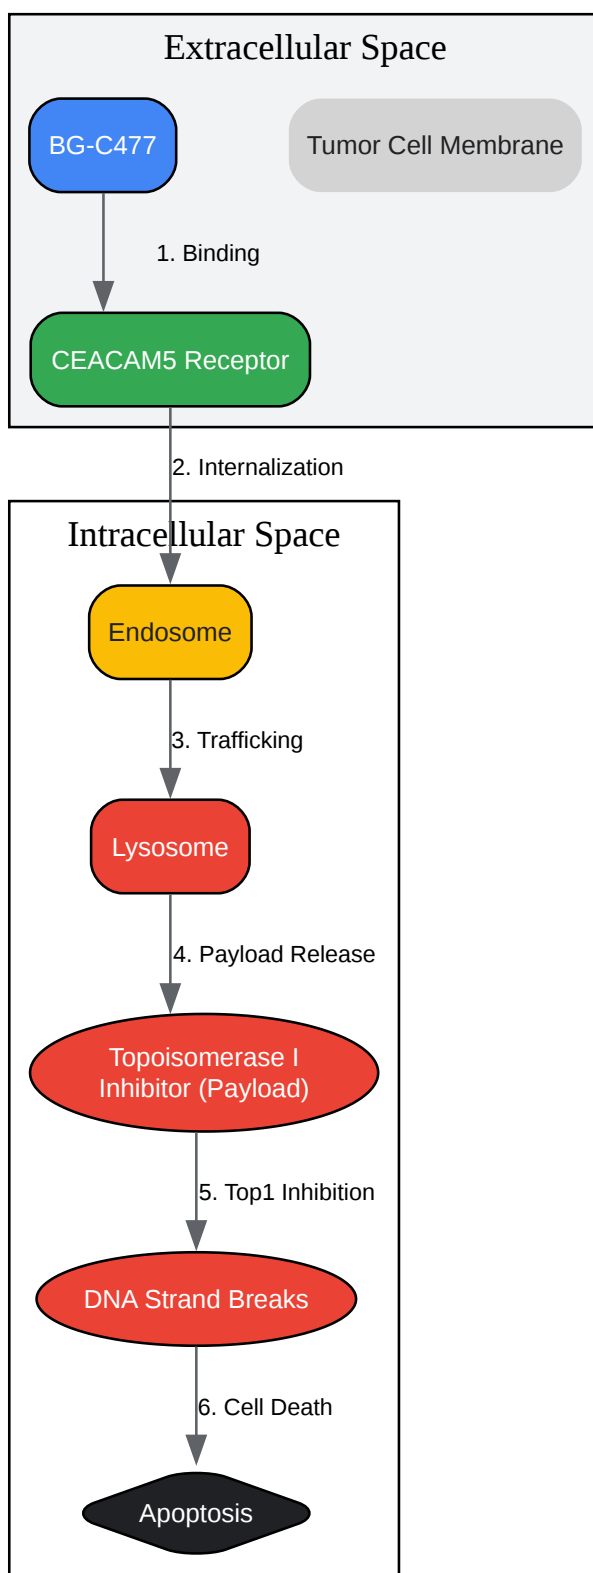 Extracellular Space
BG-C477
Tumor Cell Membrane
1. Binding
CEACAM5 Receptor
2. Internalization
Intracellular Space
Endosome
3. Trafficking
Lysosome
4. Payload Release
Topoisomerase I
Inhibitor (Payload)
5. Top1 Inhibition
DNA Strand Breaks
6. Cell Death
Apoptosis